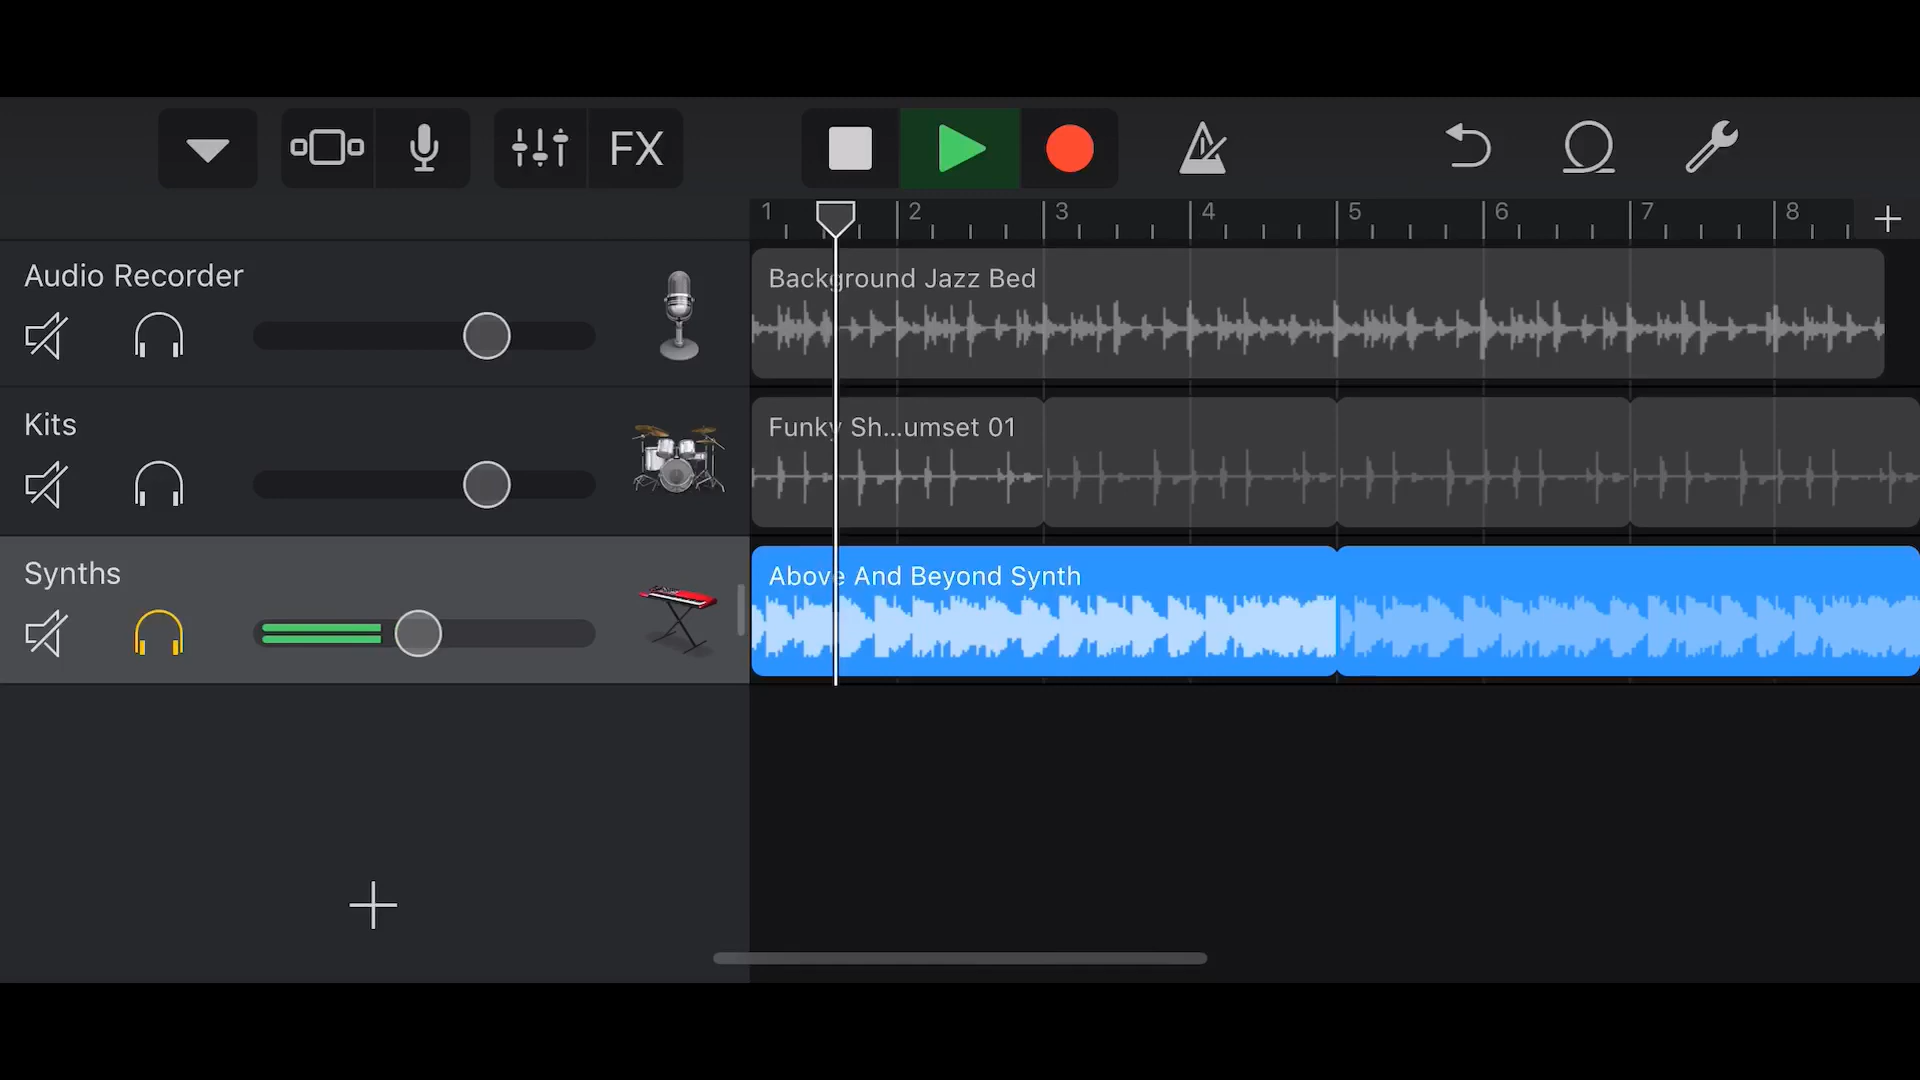 FX
1 2 3 4 5 6 7 8
Audio Recorder
Background Jazz Bed
Kits
Funky Sh...umset 01
Synths
Above And Beyond Synth